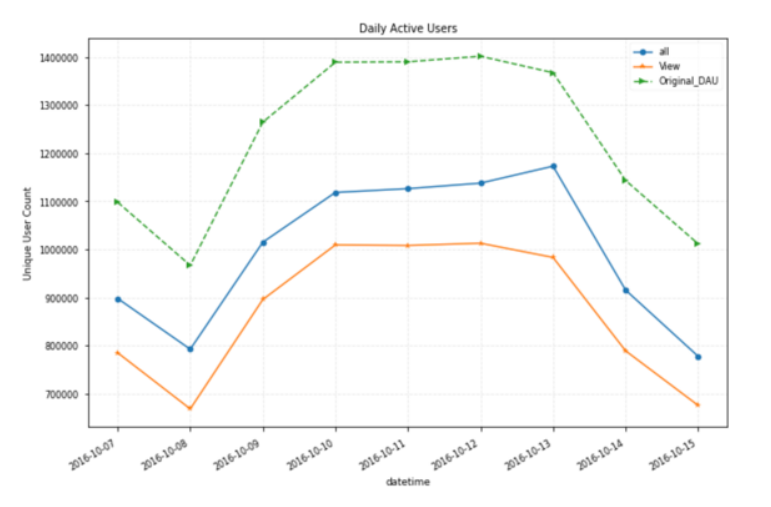 Daily Active Users
all
View
Original_DAU
Unique User Count
1400000
1300000
1200000
1100000
1000000
900000
800000
700000
2016-10-07
2016-10-08
2016-10-09
2016-10-10
2016-10-11
2016-10-12
2016-10-13
2016-10-14
2016-10-15
datetime